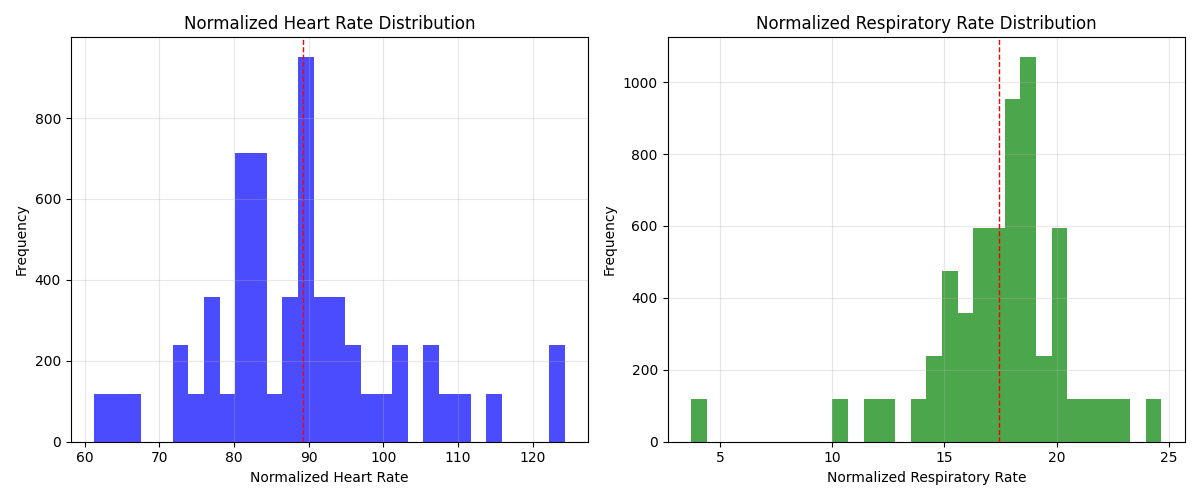 Normalized Heart Rate Distribution
Frequency
800
600
400
200
0
60 70 80 90 100 110 120
Normalized Heart Rate
Normalized Respiratory Rate Distribution
Frequency
1000
800
600
400
200
0
5 10 15 20 25
Normalized Respiratory Rate